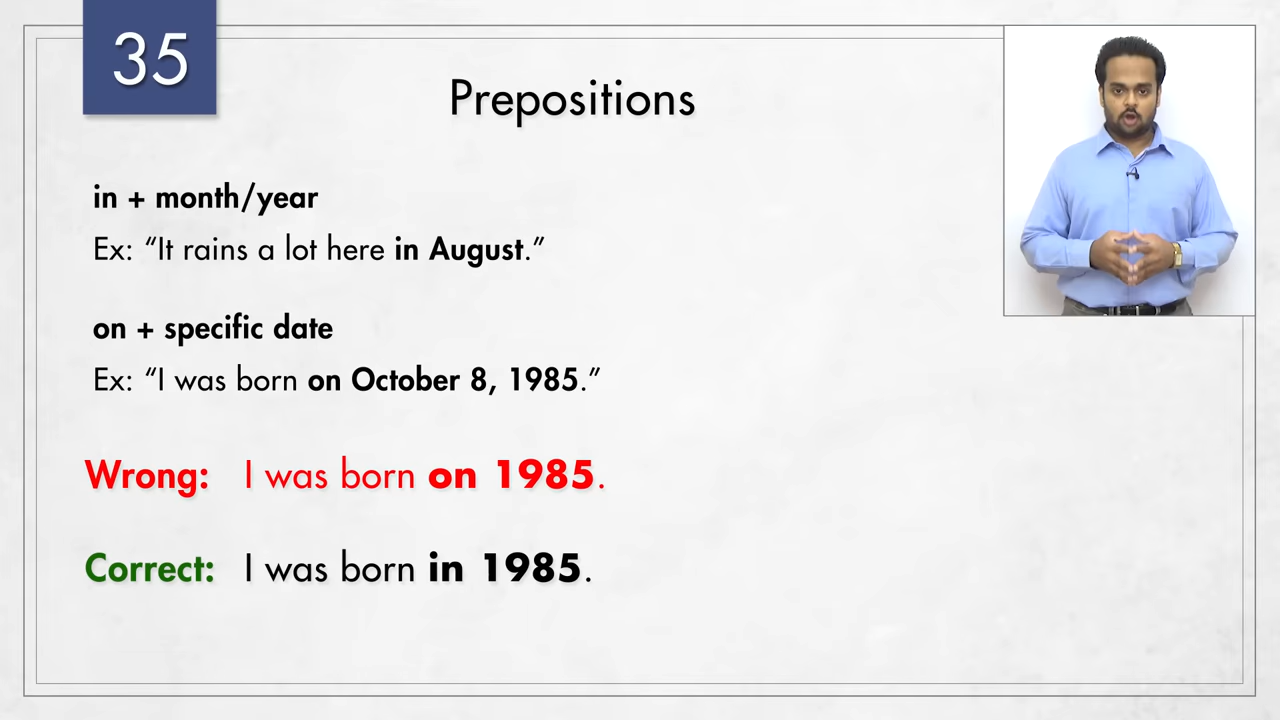 35
Prepositions
in + month/year
Ex: “It rains a lot here in August.”
on + specific date
Ex: “I was born on October 8, 1985.”
Wrong: I was born on 1985.
Correct: I was born in 1985.